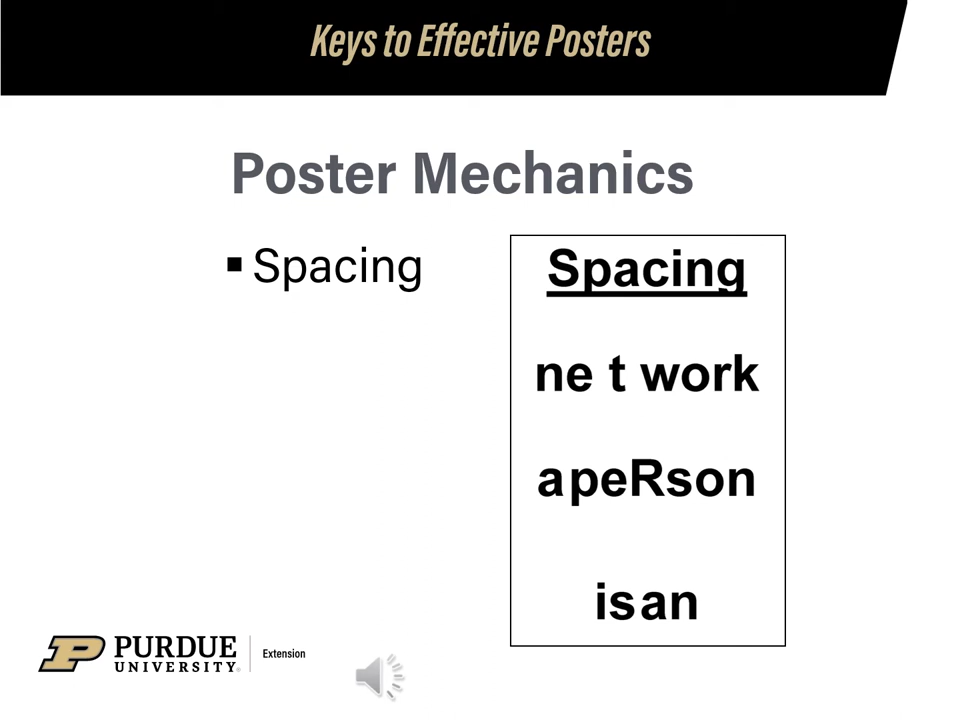 Keys to Effective Posters
Poster Mechanics
▪ Spacing
Spacing
ne t work
apeRson
isan
PURDUE
UNIVERSITY®
Extension